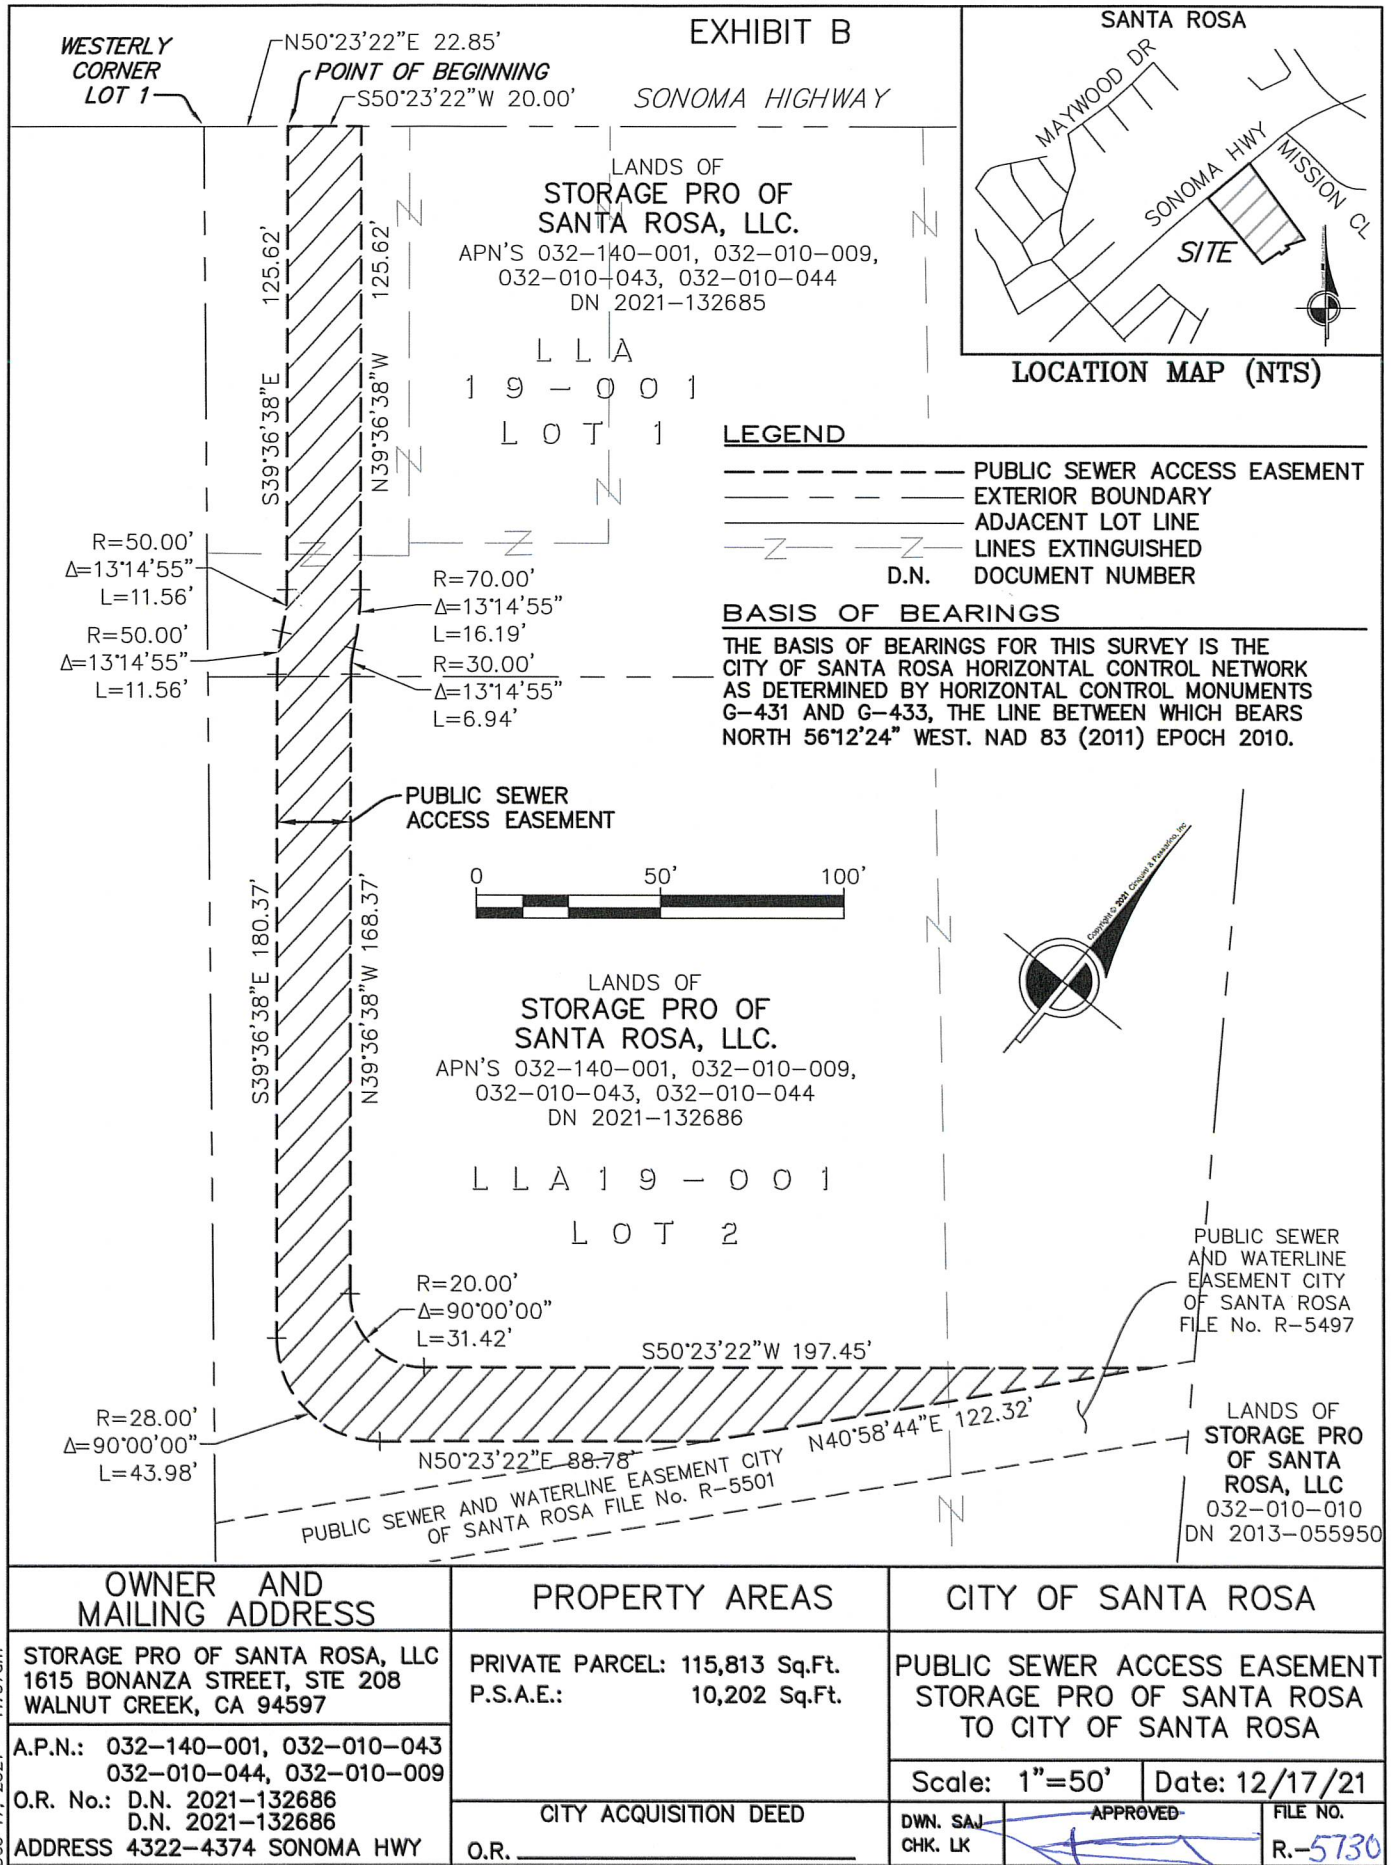 EXHIBIT B
WESTERLY
CORNER
LOT 1
N50°23'22"E 22.85'
POINT OF BEGINNING
S50°23'22"W 20.00'
SONOMA HIGHWAY
SANTA ROSA
MAYWOOD DR
SONOMA HWY
MISSION CL
SITE
LOCATION MAP (NTS)
LANDS OF
STORAGE PRO OF
SANTA ROSA, LLC.
APN'S 032-140-001, 032-010-009,
032-010-043, 032-010-044
DN 2021-132685
LLA
19-001
LOT 1
S39°36'38"E 125.62'
N39°36'38"W 125.62'
LEGEND
PUBLIC SEWER ACCESS EASEMENT
EXTERIOR BOUNDARY
ADJACENT LOT LINE
LINES EXTINGUISHED
D.N. DOCUMENT NUMBER
R=50.00'
Δ=13°14'55"
L=11.56'
R=50.00'
Δ=13°14'55"
L=11.56'
R=70.00'
Δ=13°14'55"
L=16.19'
R=30.00'
Δ=13°14'55"
L=6.94'
BASIS OF BEARINGS
THE BASIS OF BEARINGS FOR THIS SURVEY IS THE
CITY OF SANTA ROSA HORIZONTAL CONTROL NETWORK
AS DETERMINED BY HORIZONTAL CONTROL MONUMENTS
G-431 AND G-433, THE LINE BETWEEN WHICH BEARS
NORTH 56°12'24" WEST. NAD 83 (2011) EPOCH 2010.
PUBLIC SEWER
ACCESS EASEMENT
0 50' 100'
Copyright © 2021 Cinquini & Passarino, Inc
S39°36'38"E 180.37'
N39°36'38"W 168.37'
LANDS OF
STORAGE PRO OF
SANTA ROSA, LLC.
APN'S 032-140-001, 032-010-009,
032-010-043, 032-010-044
DN 2021-132686
LLA19-001
LOT 2
PUBLIC SEWER
AND WATERLINE
EASEMENT CITY
OF SANTA ROSA
FILE No. R-5497
R=20.00'
Δ=90°00'00"
L=31.42'
S50°23'22"W 197.45'
R=28.00'
Δ=90°00'00"
L=43.98'
N50°23'22"E 88.78'
N40°58'44"E 122.32'
PUBLIC SEWER AND WATERLINE EASEMENT CITY
OF SANTA ROSA FILE No. R-5501
LANDS OF
STORAGE PRO
OF SANTA
ROSA, LLC
032-010-010
DN 2013-055950
OWNER AND
MAILING ADDRESS
STORAGE PRO OF SANTA ROSA, LLC
1615 BONANZA STREET, STE 208
WALNUT CREEK, CA 94597
A.P.N.: 032-140-001, 032-010-043
032-010-044, 032-010-009
O.R. No.: D.N. 2021-132686
D.N. 2021-132686
ADDRESS 4322-4374 SONOMA HWY
PROPERTY AREAS
PRIVATE PARCEL: 115,813 Sq.Ft.
P.S.A.E.: 10,202 Sq.Ft.
CITY ACQUISITION DEED
O.R.
CITY OF SANTA ROSA
PUBLIC SEWER ACCESS EASEMENT
STORAGE PRO OF SANTA ROSA
TO CITY OF SANTA ROSA
Scale: 1"=50'
Date: 12/17/21
DWN. SAJ
CHK. LK
APPROVED
FILE NO.
R.-5730